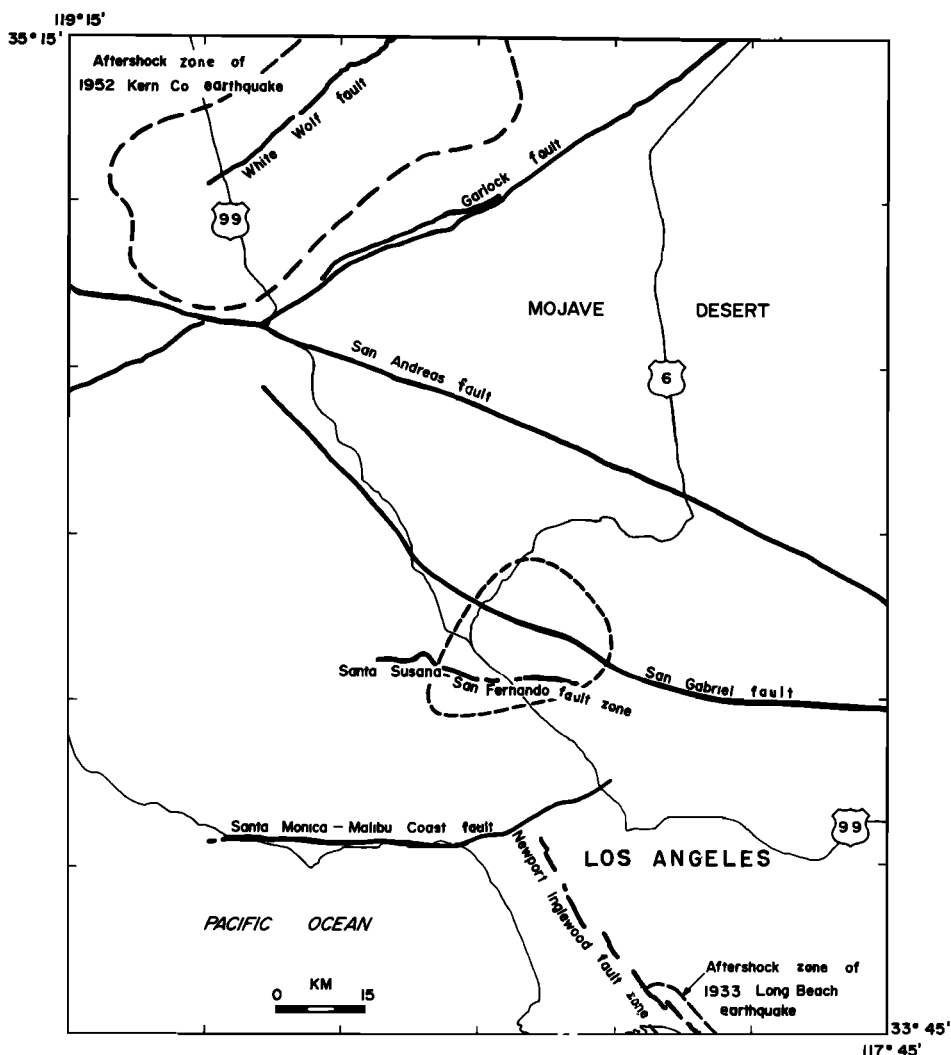 119° 15'
35° 15'
Aftershock zone of
1952 Kern Co earthquake
White Wolf fault
99
Garlock fault
MOJAVE DESERT
San Andreas fault
6
Santa Susana
San Fernando fault zone
San Gabriel fault
Santa Monica – Malibu Coast fault
99
LOS ANGELES
Newport Inglewood fault zone
PACIFIC OCEAN
KM
0 15
Aftershock zone of
1933 Long Beach
earthquake
33° 45'
117° 45'